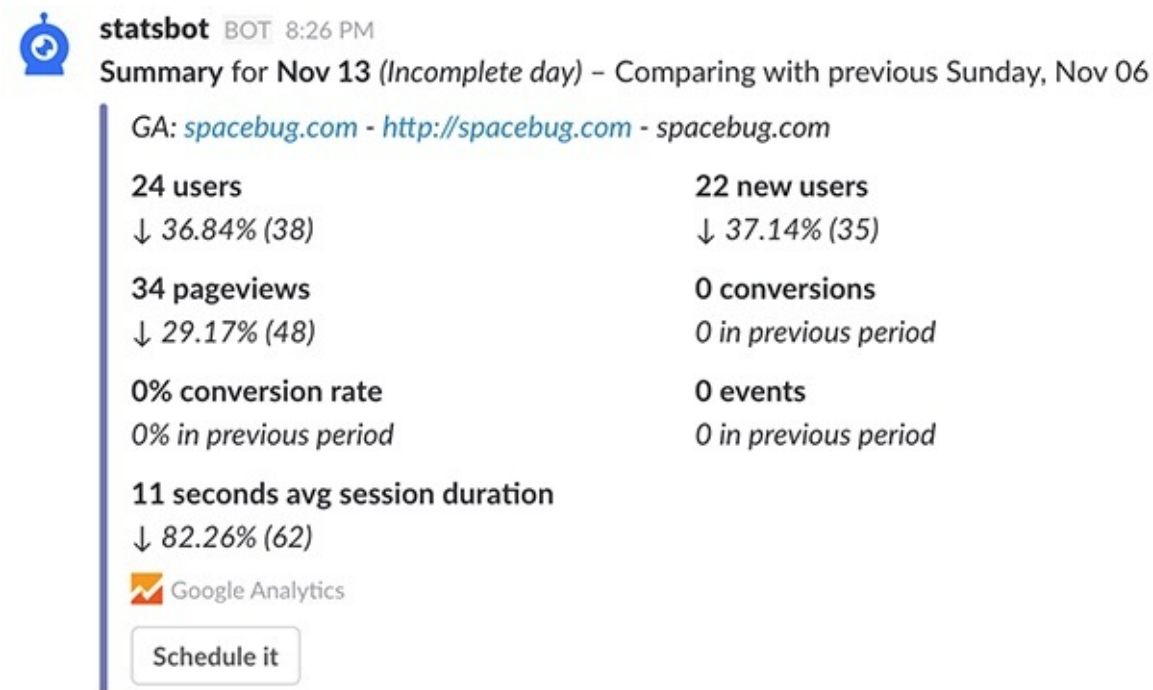 statsbot BOT 8:26 PM
Summary for Nov 13 (Incomplete day) – Comparing with previous Sunday, Nov 06
GA: spacebug.com - http://spacebug.com - spacebug.com
24 users
↓ 36.84% (38)
22 new users
↓ 37.14% (35)
34 pageviews
↓ 29.17% (48)
0 conversions
0 in previous period
0% conversion rate
0% in previous period
0 events
0 in previous period
11 seconds avg session duration
↓ 82.26% (62)
Google Analytics
Schedule it